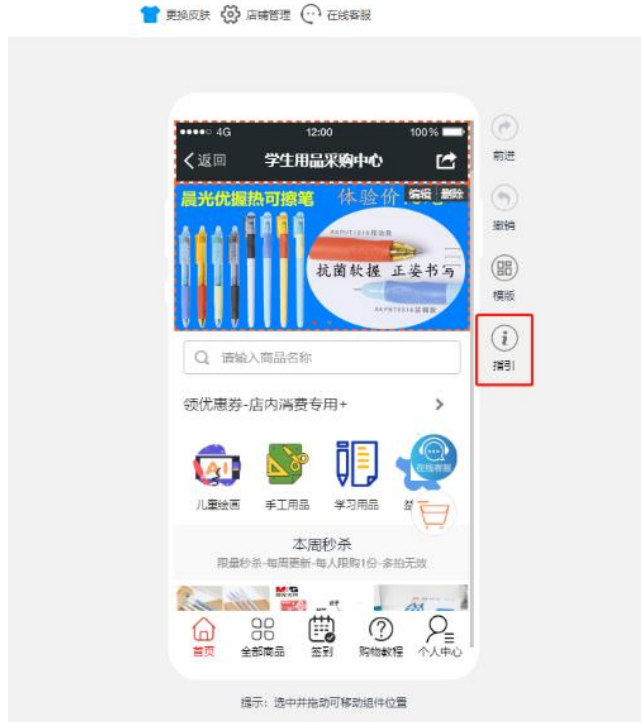 更换皮肤 店铺管理 在线客服
4G 12:00 100%
返回 学生用品采购中心
前进
晨光优握热可擦笔 体验价 编辑 删除
撤销
抗菌软握 正姿书写
模版
指引
请输入商品名称
领优惠券-店内消费专用+
在线客服
儿童绘画 手工用品 学习用品
本周秒杀
限量秒杀-每周更新-每人限购1份-多拍无效
M&G
首页 全部商品 签到 购物教程 个人中心
提示：选中并拖动可移动组件位置